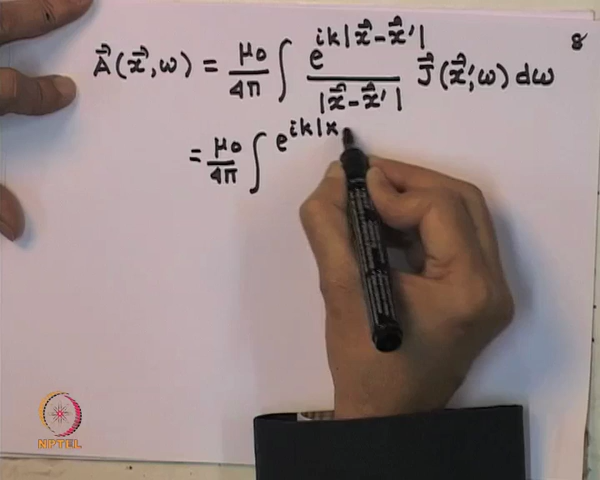 8
A⃗(x⃗,ω) = μ₀/4π ∫ e^{ik|x⃗-x⃗'|}/|x⃗-x⃗'| J⃗(x⃗',ω) dω
= μ₀/4π ∫ e^{ik|x
NPTEL